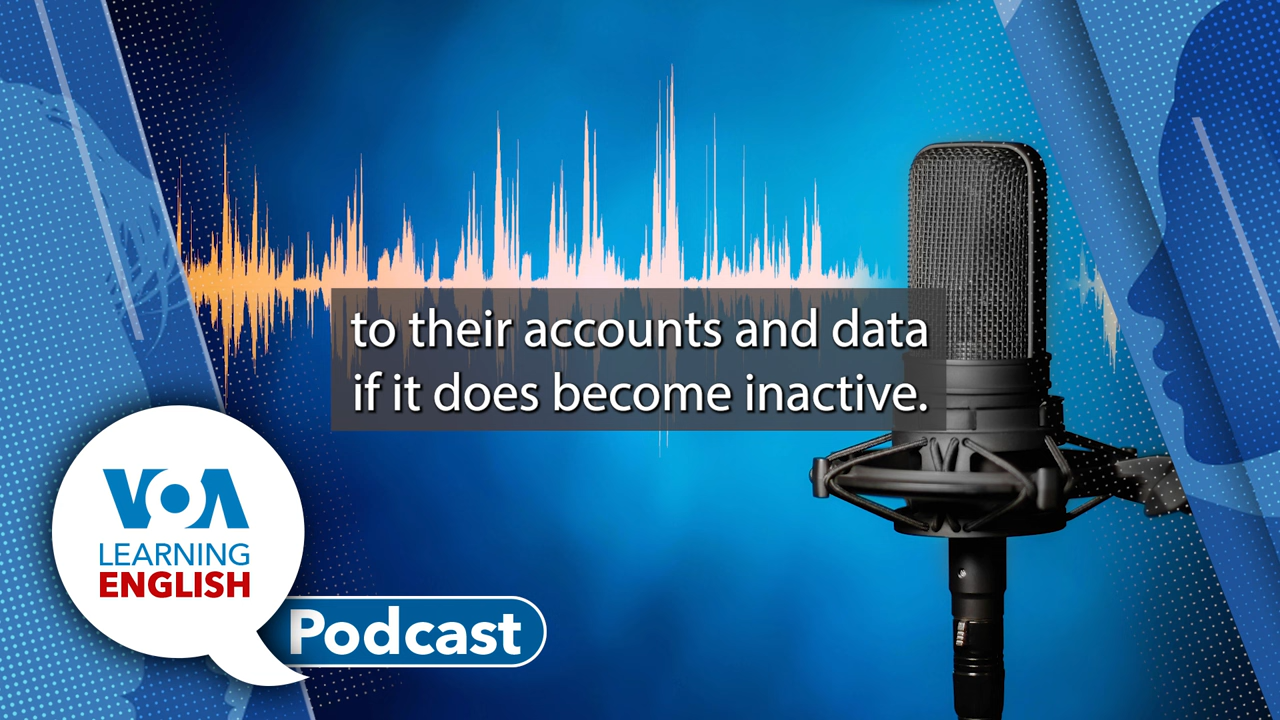 to their accounts and data
if it does become inactive.
VOA
LEARNING
ENGLISH
Podcast